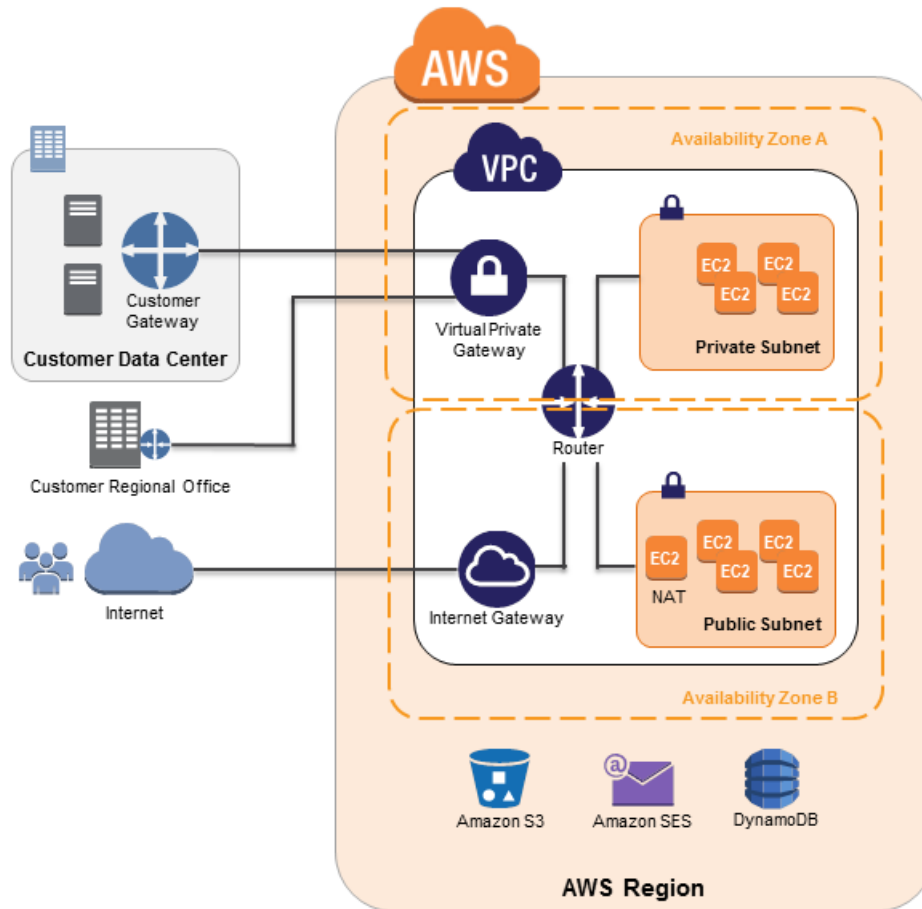 AWS
Availability Zone A
VPC
EC2
EC2
EC2
EC2
Private Subnet
Customer
Gateway
Customer Data Center
Virtual Private
Gateway
Router
Customer Regional Office
EC2
EC2
EC2
EC2
EC2
NAT
Public Subnet
Internet
Internet Gateway
Availability Zone B
@
Amazon S3
Amazon SES
DynamoDB
AWS Region